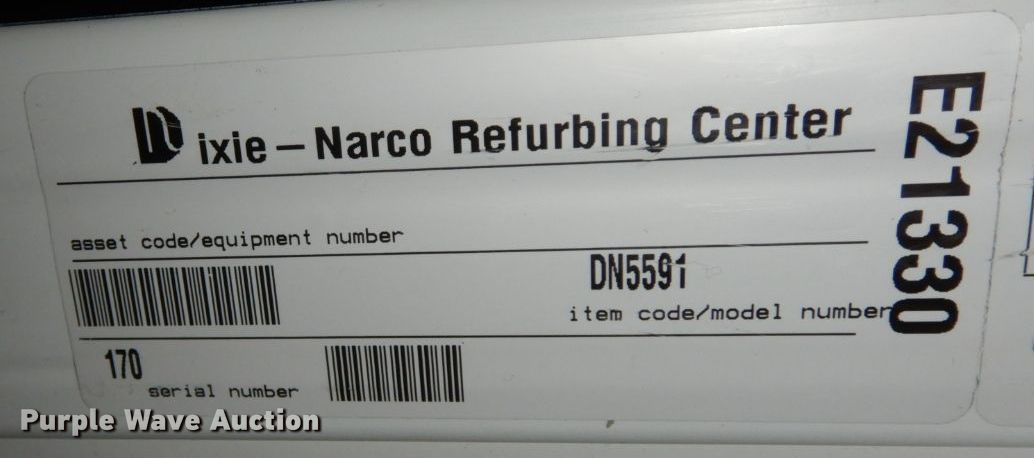 Dixie – Narco Refurbing Center
asset code/equipment number
DN5591
item code/model number
170
serial number
E21330
Purple Wave Auction